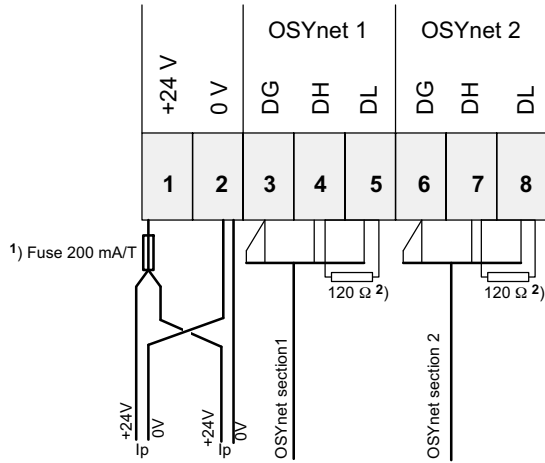 OSYnet 1
OSYnet 2
+24 V
0 V
DG
DH
DL
DG
DH
DL
1
2
3
4
5
6
7
8
1) Fuse 200 mA/T
120 Ω 2)
120 Ω 2)
OSYnet section1
OSYnet section 2
+24V
0V
+24V
0V
Ip
Ip